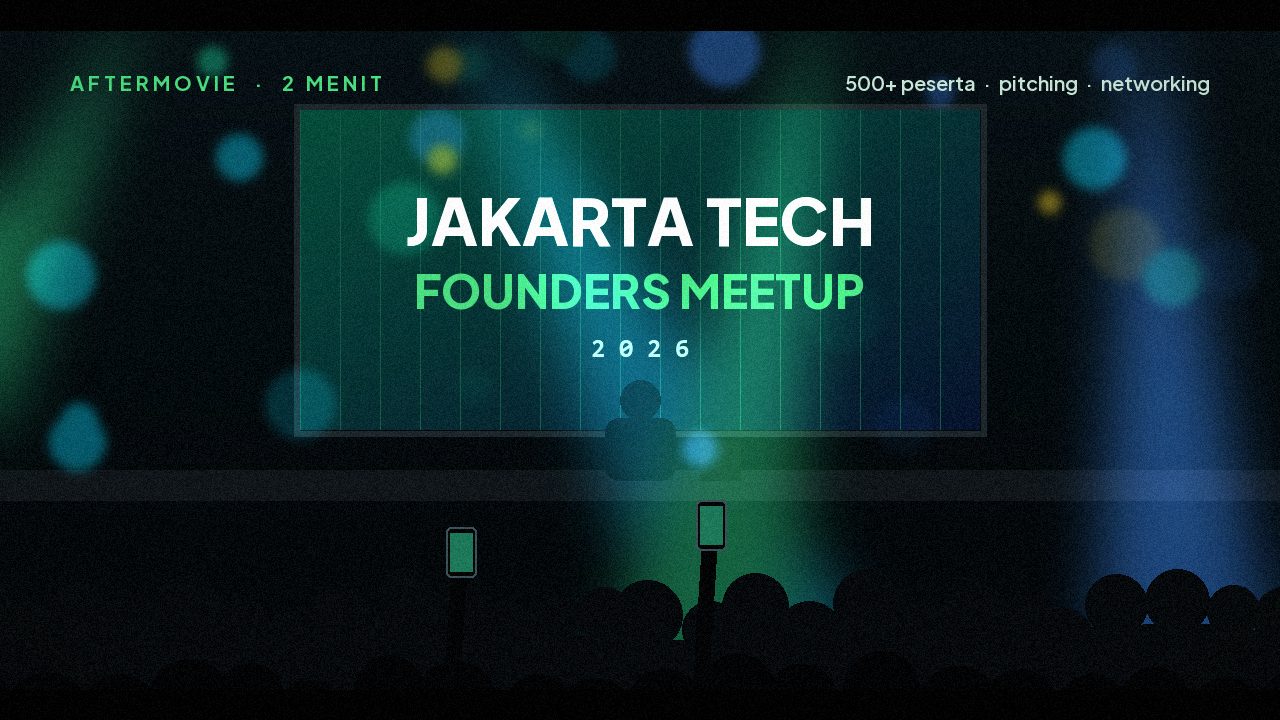 AFTERMOVIE · 2 MENIT
500+ peserta · pitching · networking
JAKARTA TECH
FOUNDERS MEETUP
2026